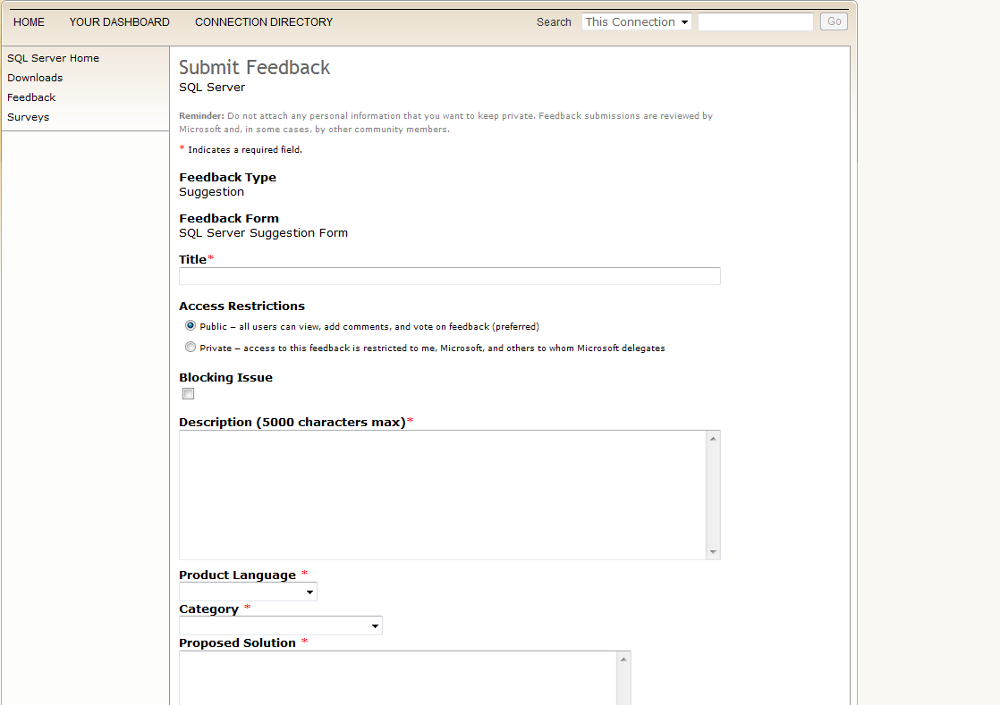 HOME YOUR DASHBOARD CONNECTION DIRECTORY Search This Connection Go
SQL Server Home
Downloads
Feedback
Surveys
Submit Feedback
SQL Server
Reminder: Do not attach any personal information that you want to keep private. Feedback submissions are reviewed by
Microsoft and, in some cases, by other community members.
* Indicates a required field.
Feedback Type
Suggestion
Feedback Form
SQL Server Suggestion Form
Title*
Access Restrictions
Public – all users can view, add comments, and vote on feedback (preferred)
Private – access to this feedback is restricted to me, Microsoft, and others to whom Microsoft delegates
Blocking Issue
Description (5000 characters max)*
Product Language *
Category *
Proposed Solution *